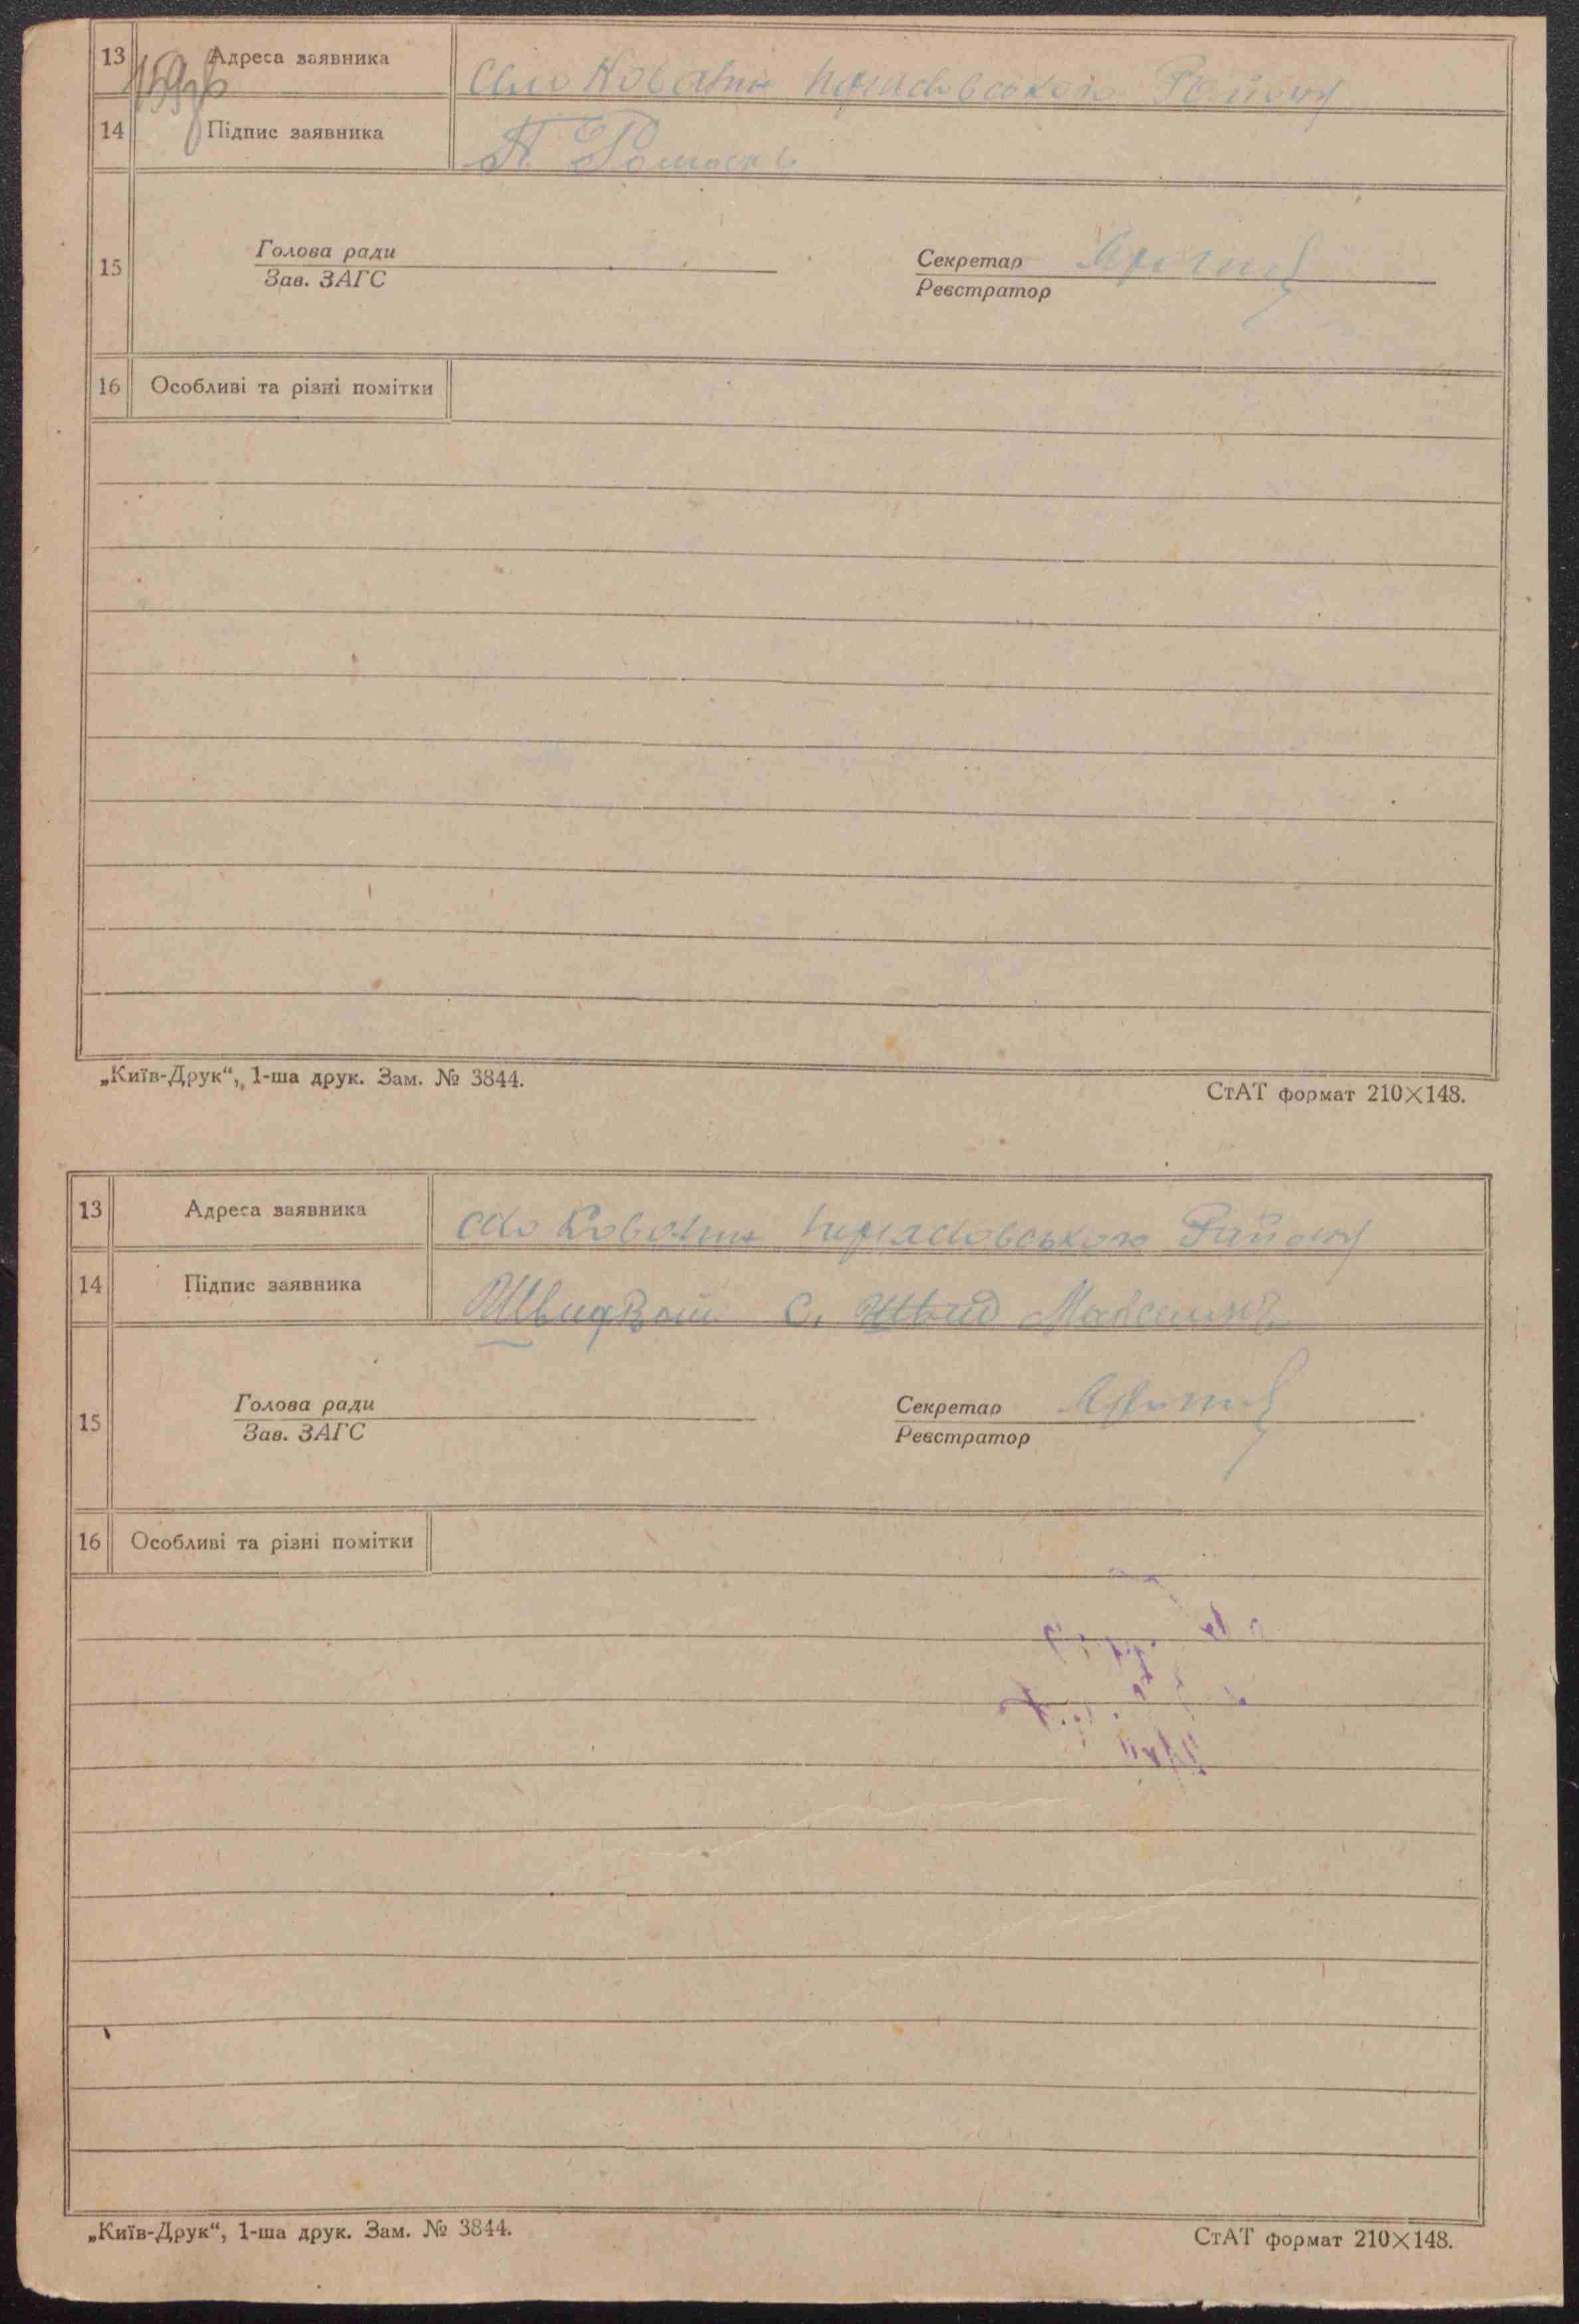 13 Адреса заявника Село Ковалин Району
14 Підпис заявника П.
Голова ради Секретар
15
Зав. ЗАГС Реєстратор
16 Особливі та різні помітки
„Київ-Друк“, 1-ша друк. Зам. № 3844.
СтАТ формат 210×148.
13 Адреса заявника село Ковалин Району
14 Підпис заявника С.
Голова ради Секретар
15
Зав. ЗАГС Реєстратор
16 Особливі та різні помітки
„Київ-Друк“, 1-ша друк. Зам. № 3844.
СтАТ формат 210×148.